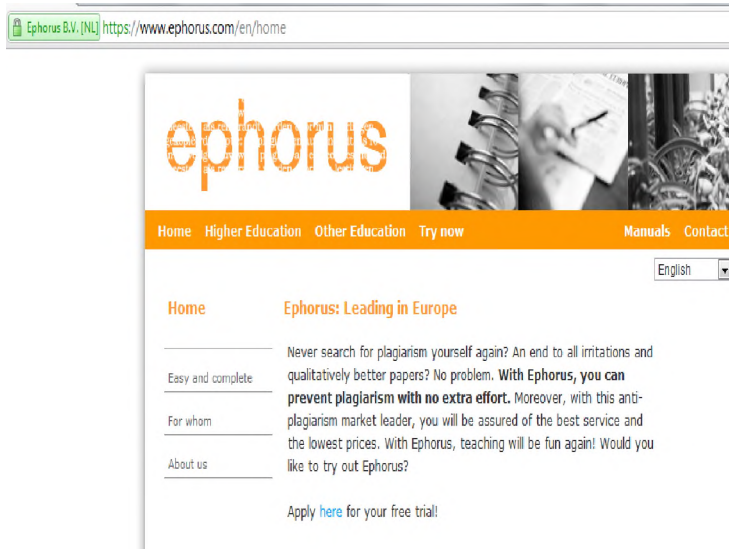 Ephorus B.V. [NL] https://www.ephorus.com/en/home
ephorus
Home Higher Education Other Education Try now Manuals Contact
English
Home
Easy and complete
For whom
About us
Ephorus: Leading in Europe
Never search for plagiarism yourself again? An end to all irritations and
qualitatively better papers? No problem. With Ephorus, you can
prevent plagiarism with no extra effort. Moreover, with this anti-
plagiarism market leader, you will be assured of the best service and
the lowest prices. With Ephorus, teaching will be fun again! Would you
like to try out Ephorus?
Apply here for your free trial!